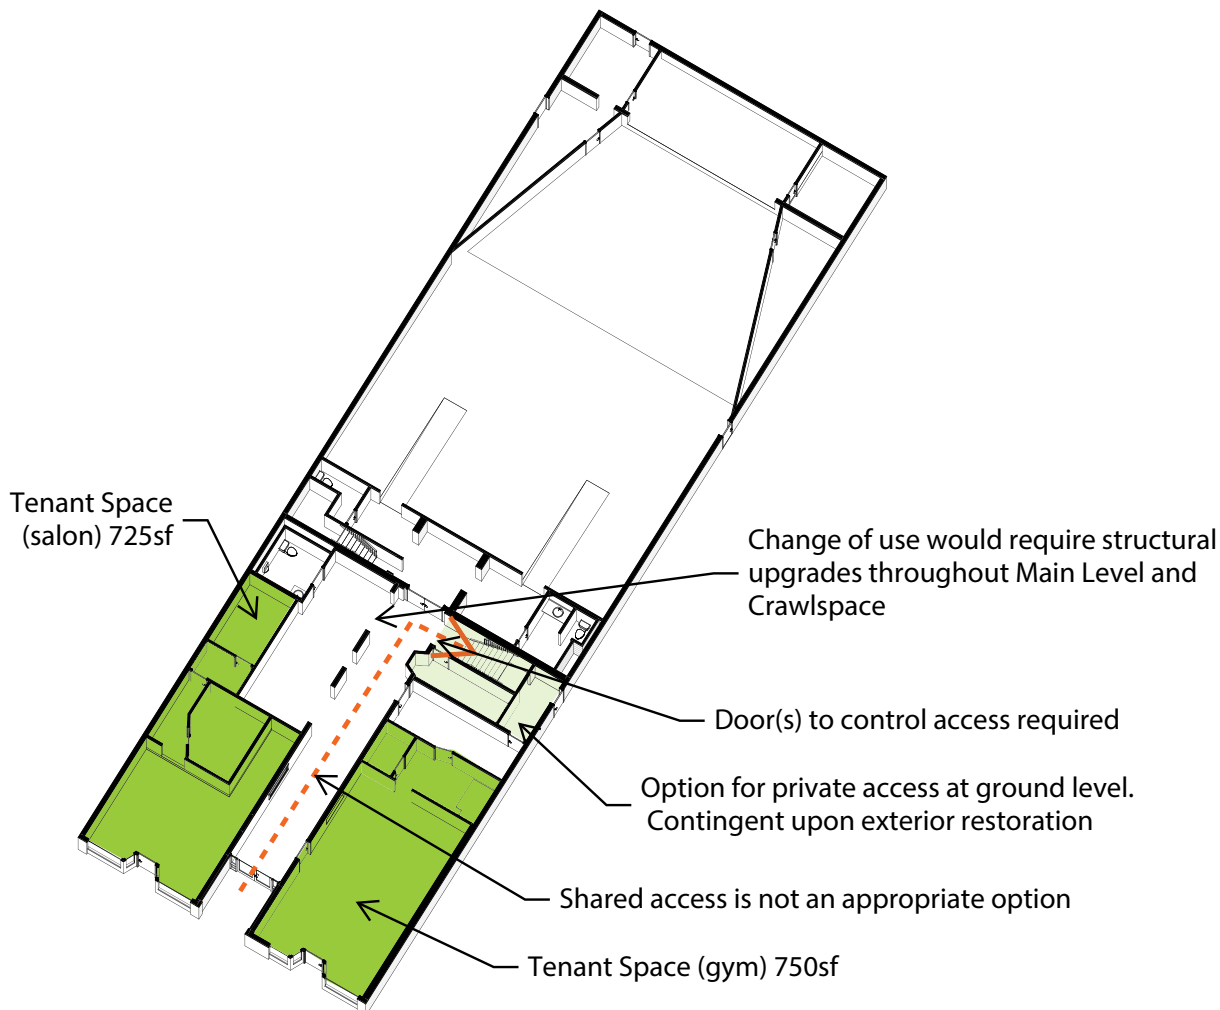 Tenant Space
(salon) 725sf
Change of use would require structural
upgrades throughout Main Level and
Crawlspace
Door(s) to control access required
Option for private access at ground level.
Contingent upon exterior restoration
Shared access is not an appropriate option
Tenant Space (gym) 750sf